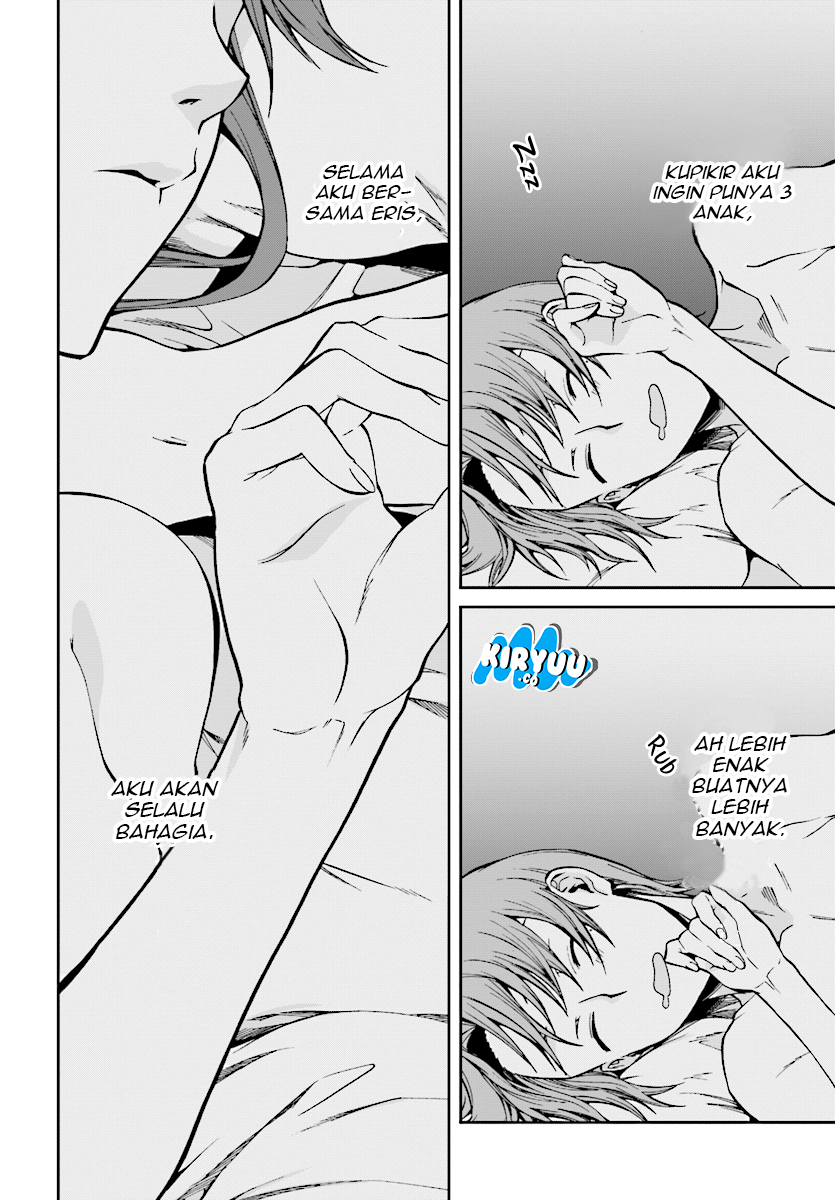 Zzz
KUPIKIR AKU
INGIN PUNYA 3
ANAK,
KIRYUU
.CO
Rub
AH LEBIH
ENAK
BUATNYA
LEBIH
BANYAK.
SELAMA
AKU BER-
SAMA ERIS,
AKU AKAN
SELALU
BAHAGIA.